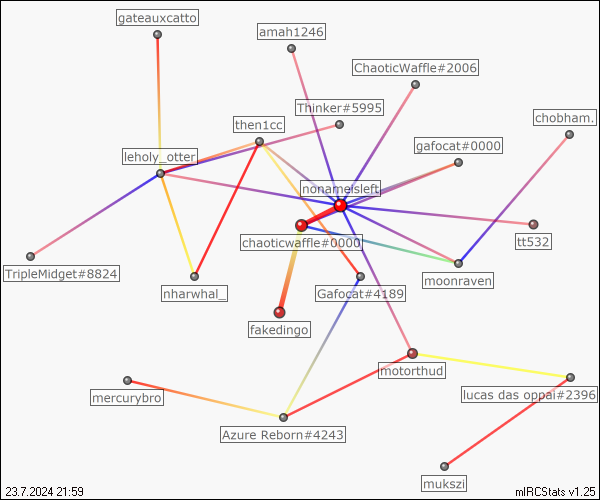 gateauxcatto
amah1246
ChaoticWaffle#2006
Thinker#5995
chobham.
then1cc
gafocat#0000
leholy_otter
nonameisleft
chaoticwaffle#0000
tt532
TripleMidget#8824
moonraven
nharwhal_
Gafocat#4189
fakedingo
motorthud
mercurybro
lucas das oppai#2396
Azure Reborn#4243
mukszi
23.7.2024 21:59
mIRCStats v1.25